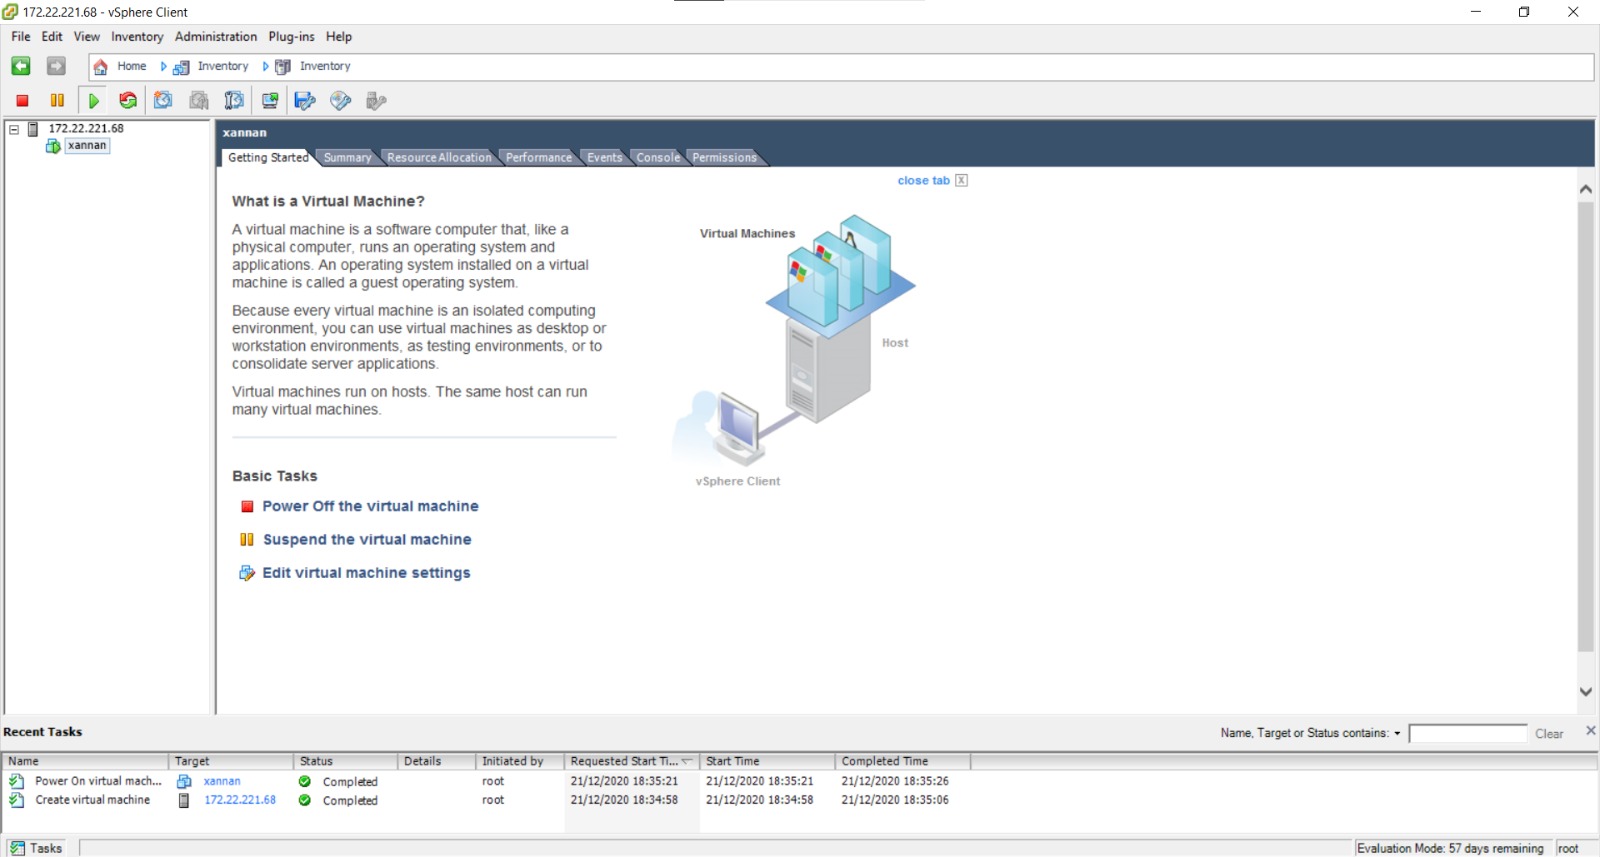 172.22.221.68 - vSphere Client
File Edit View Inventory Administration Plug-ins Help
Home Inventory Inventory
172.22.221.68
xannan
xannan
Getting Started Summary Resource Allocation Performance Events Console Permissions
close tab X
What is a Virtual Machine?
A virtual machine is a software computer that, like a
physical computer, runs an operating system and
applications. An operating system installed on a virtual
machine is called a guest operating system.
Because every virtual machine is an isolated computing
environment, you can use virtual machines as desktop or
workstation environments, as testing environments, or to
consolidate server applications.
Virtual machines run on hosts. The same host can run
many virtual machines.
Virtual Machines
Host
vSphere Client
Basic Tasks
Power Off the virtual machine
Suspend the virtual machine
Edit virtual machine settings
Recent Tasks
Name, Target or Status contains: Clear
Name Target Status Details Initiated by Requested Start Ti... Start Time Completed Time
Power On virtual mach... xannan Completed root 21/12/2020 18:35:21 21/12/2020 18:35:21 21/12/2020 18:35:26
Create virtual machine 172.22.221.68 Completed root 21/12/2020 18:34:58 21/12/2020 18:34:58 21/12/2020 18:35:06
Tasks
Evaluation Mode: 57 days remaining root